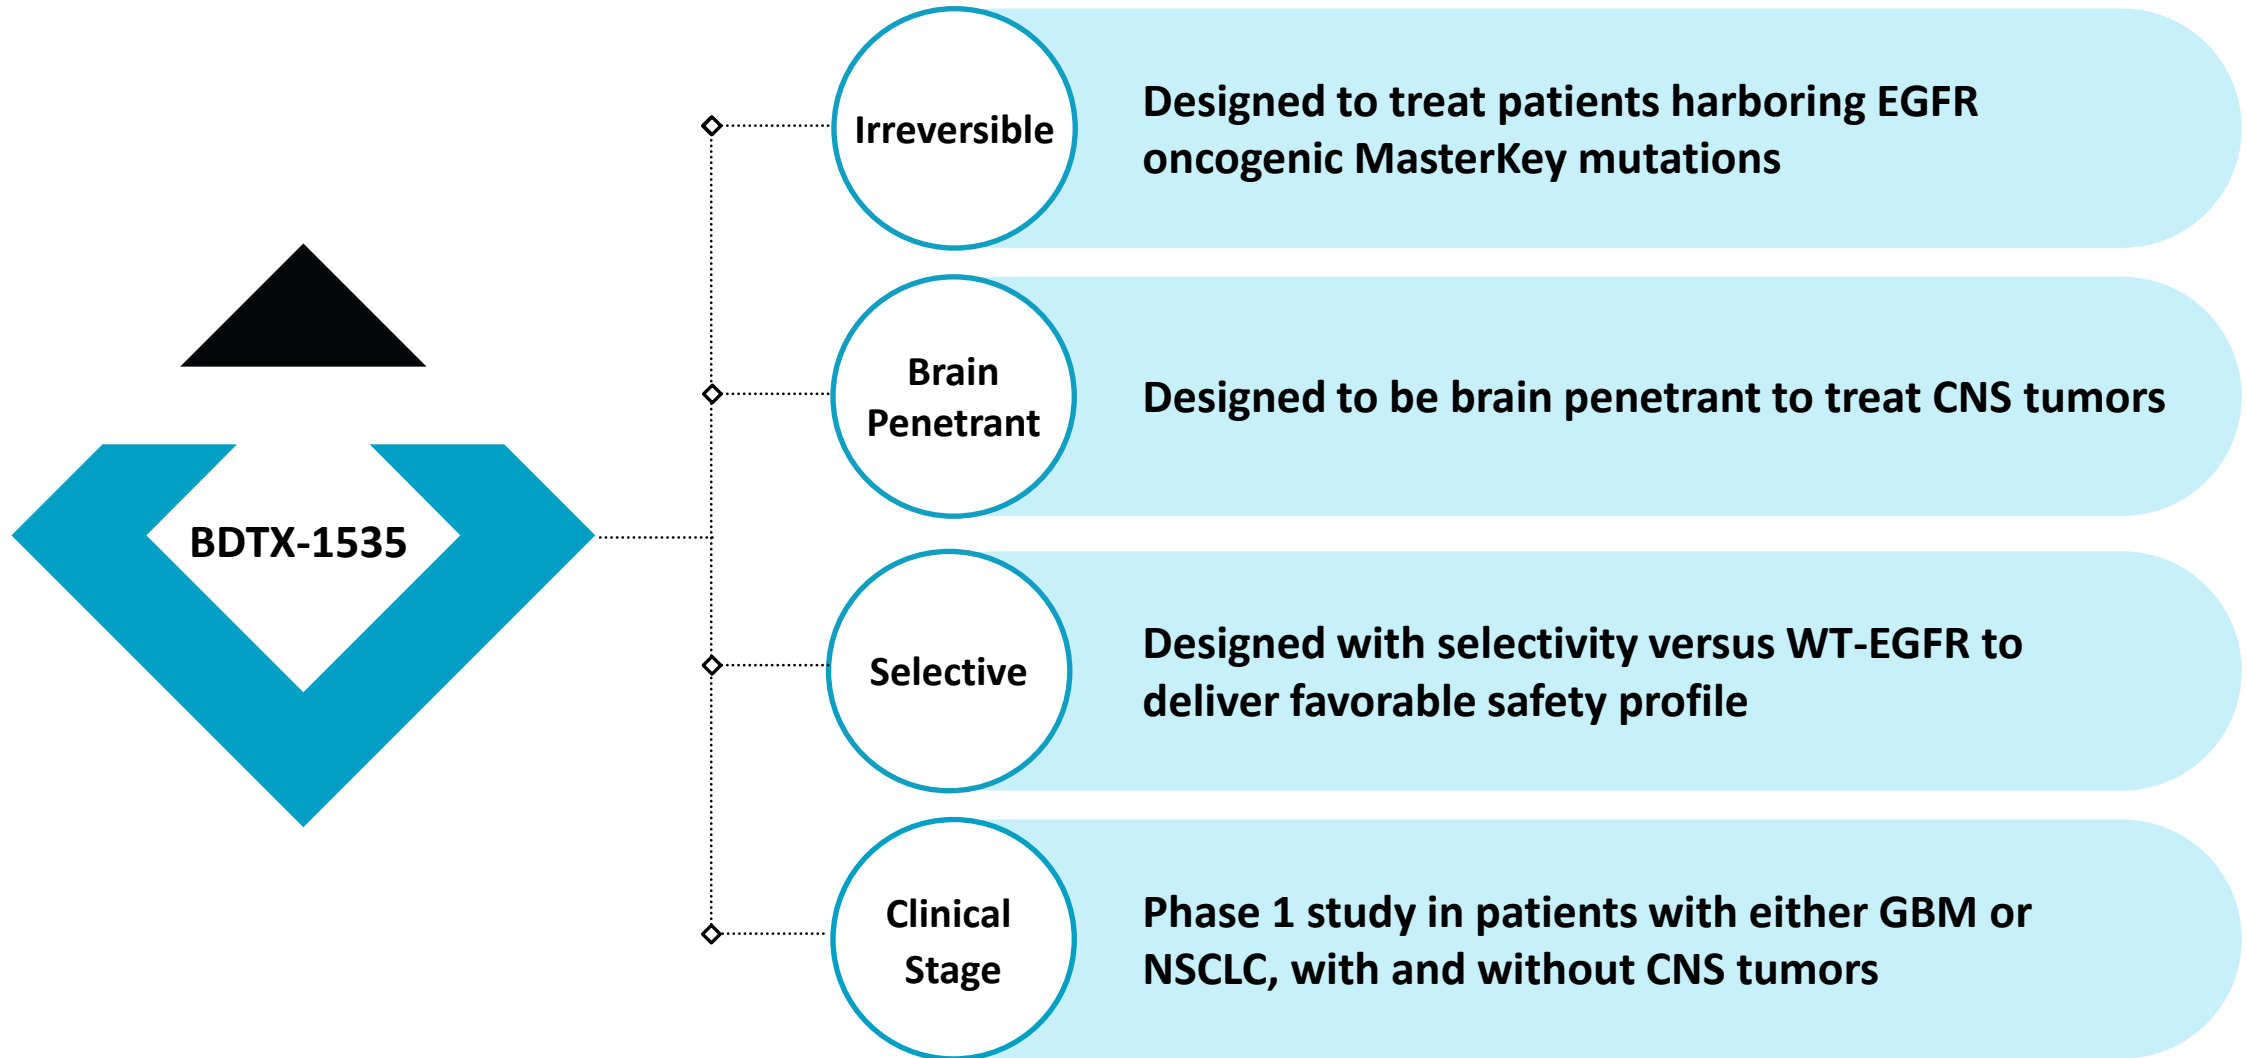 BDTX-1535
Irreversible
Designed to treat patients harboring EGFR
oncogenic MasterKey mutations
Brain
Penetrant
Designed to be brain penetrant to treat CNS tumors
Selective
Designed with selectivity versus WT-EGFR to
deliver favorable safety profile
Clinical
Stage
Phase 1 study in patients with either GBM or
NSCLC, with and without CNS tumors